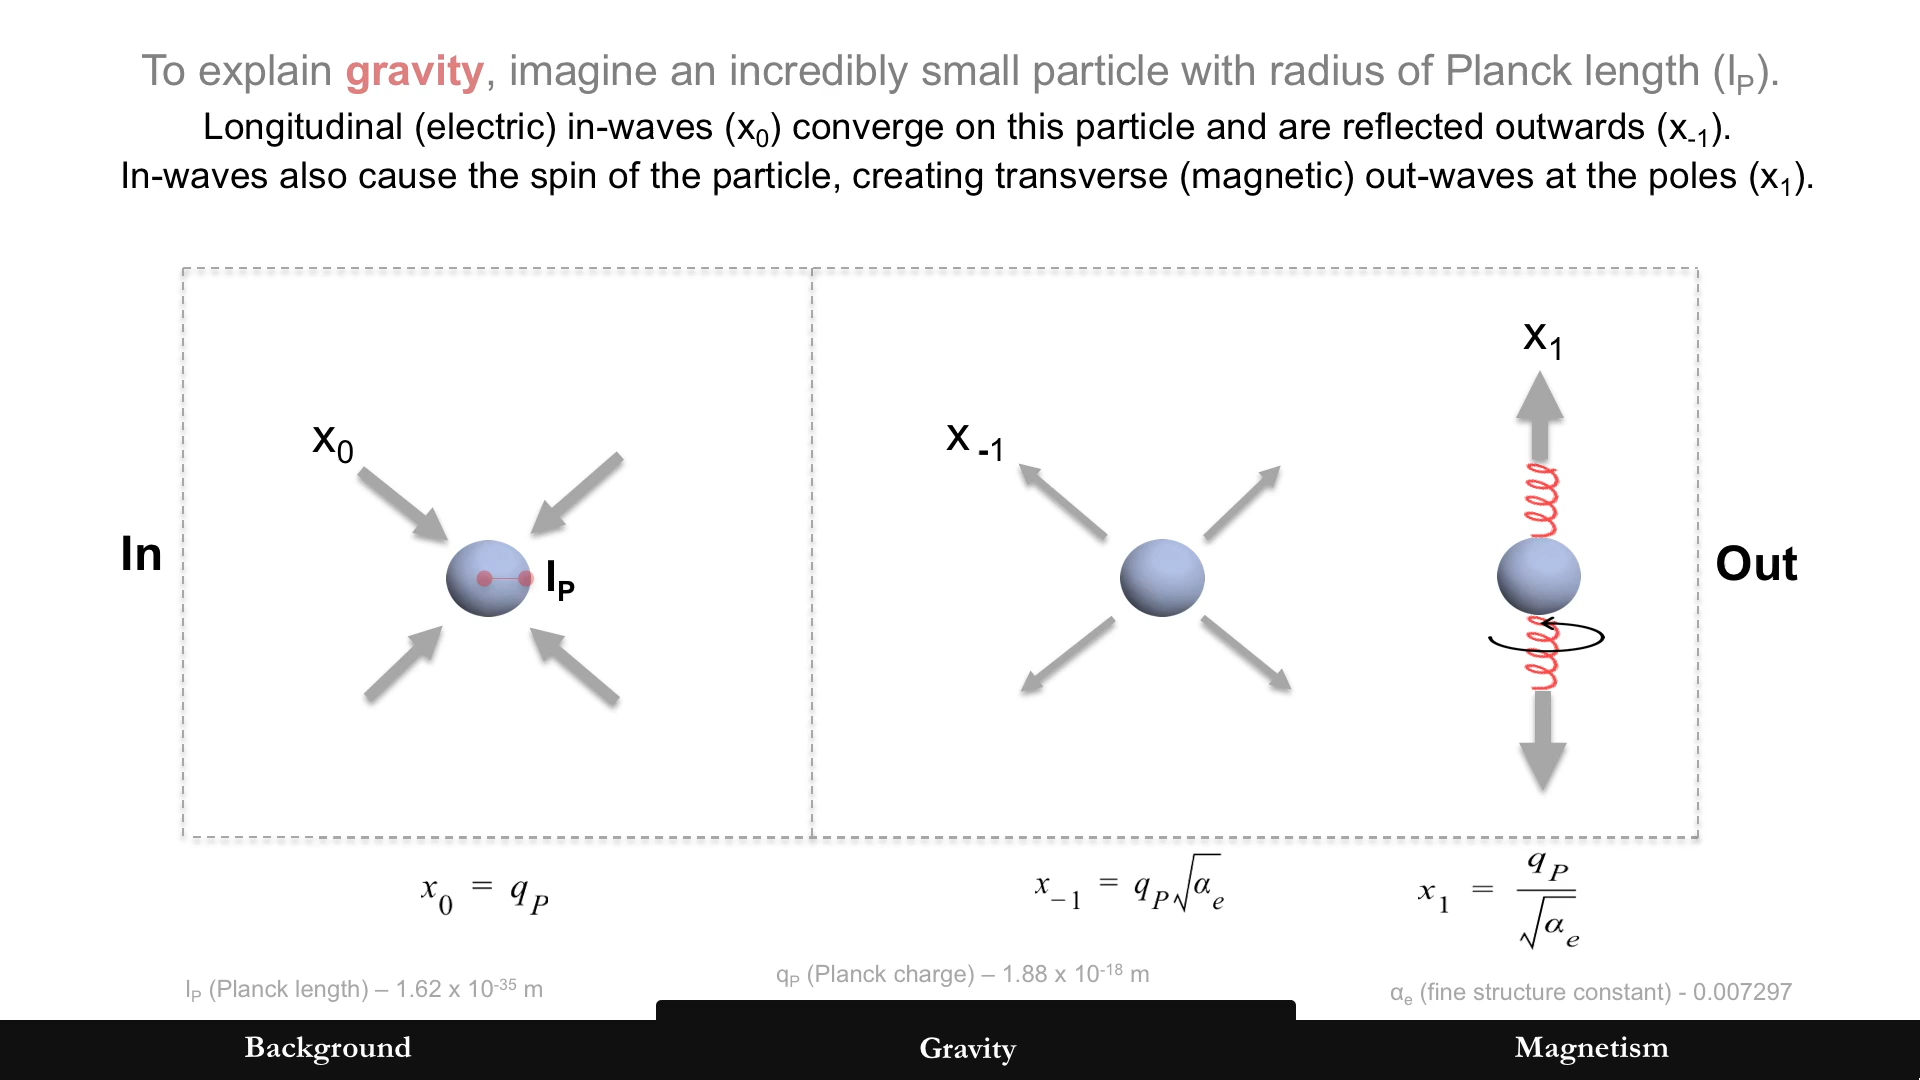 To explain gravity, imagine an incredibly small particle with radius of Planck length (lP).
Longitudinal (electric) in-waves (x0) converge on this particle and are reflected outwards (x-1).
In-waves also cause the spin of the particle, creating transverse (magnetic) out-waves at the poles (x1).
x1
x0
x -1
In
lP
Out
x0 = qP
x−1 = qP√αe
x1 = qP / √αe
lP (Planck length) – 1.62 x 10-35 m
qP (Planck charge) – 1.88 x 10-18 m
αe (fine structure constant) - 0.007297
Background
Gravity
Magnetism